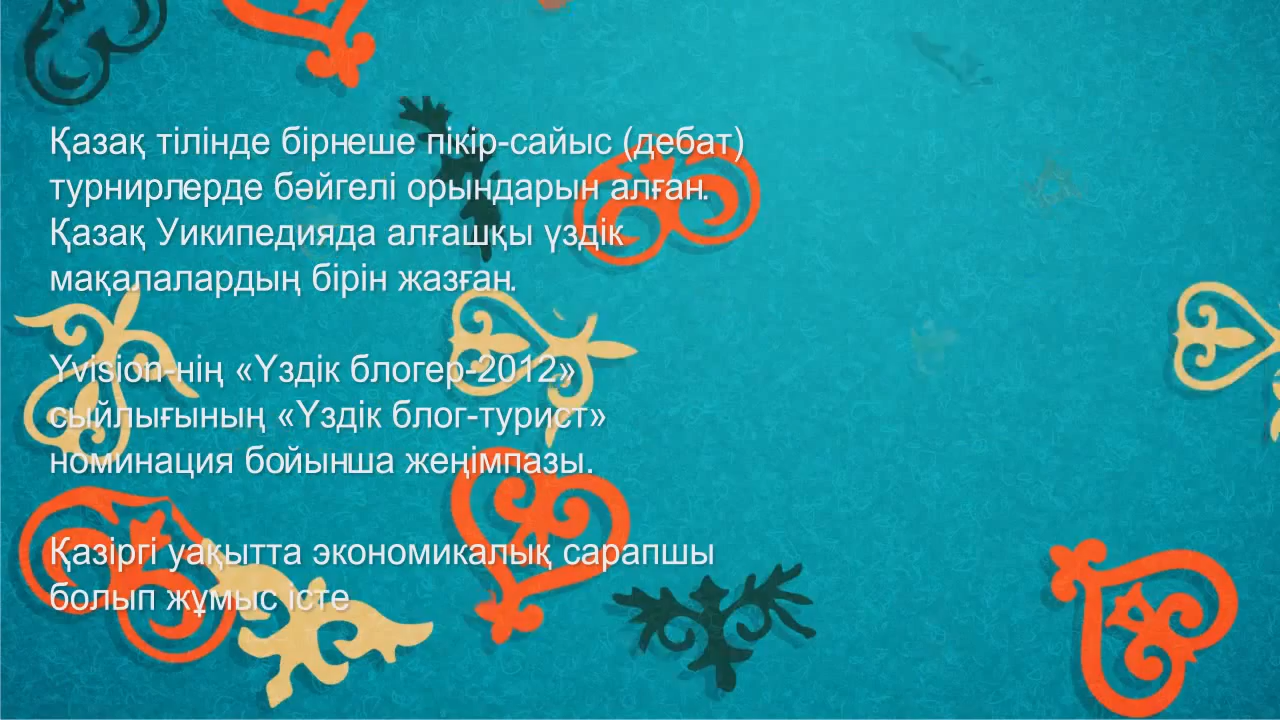 Қазақ тілінде бірнеше пікір-сайыс (дебат)
турнирлерде бәйгелі орындарын алған.
Қазақ Уикипедияда алғашқы үздік
мақалалардың бірін жазған.
Yvision-нің «Үздік блогер-2012»
сыйлығының «Үздік блог-турист»
номинация бойынша жеңімпазы.
Қазіргі уақытта экономикалық сарапшы
болып жұмыс істе